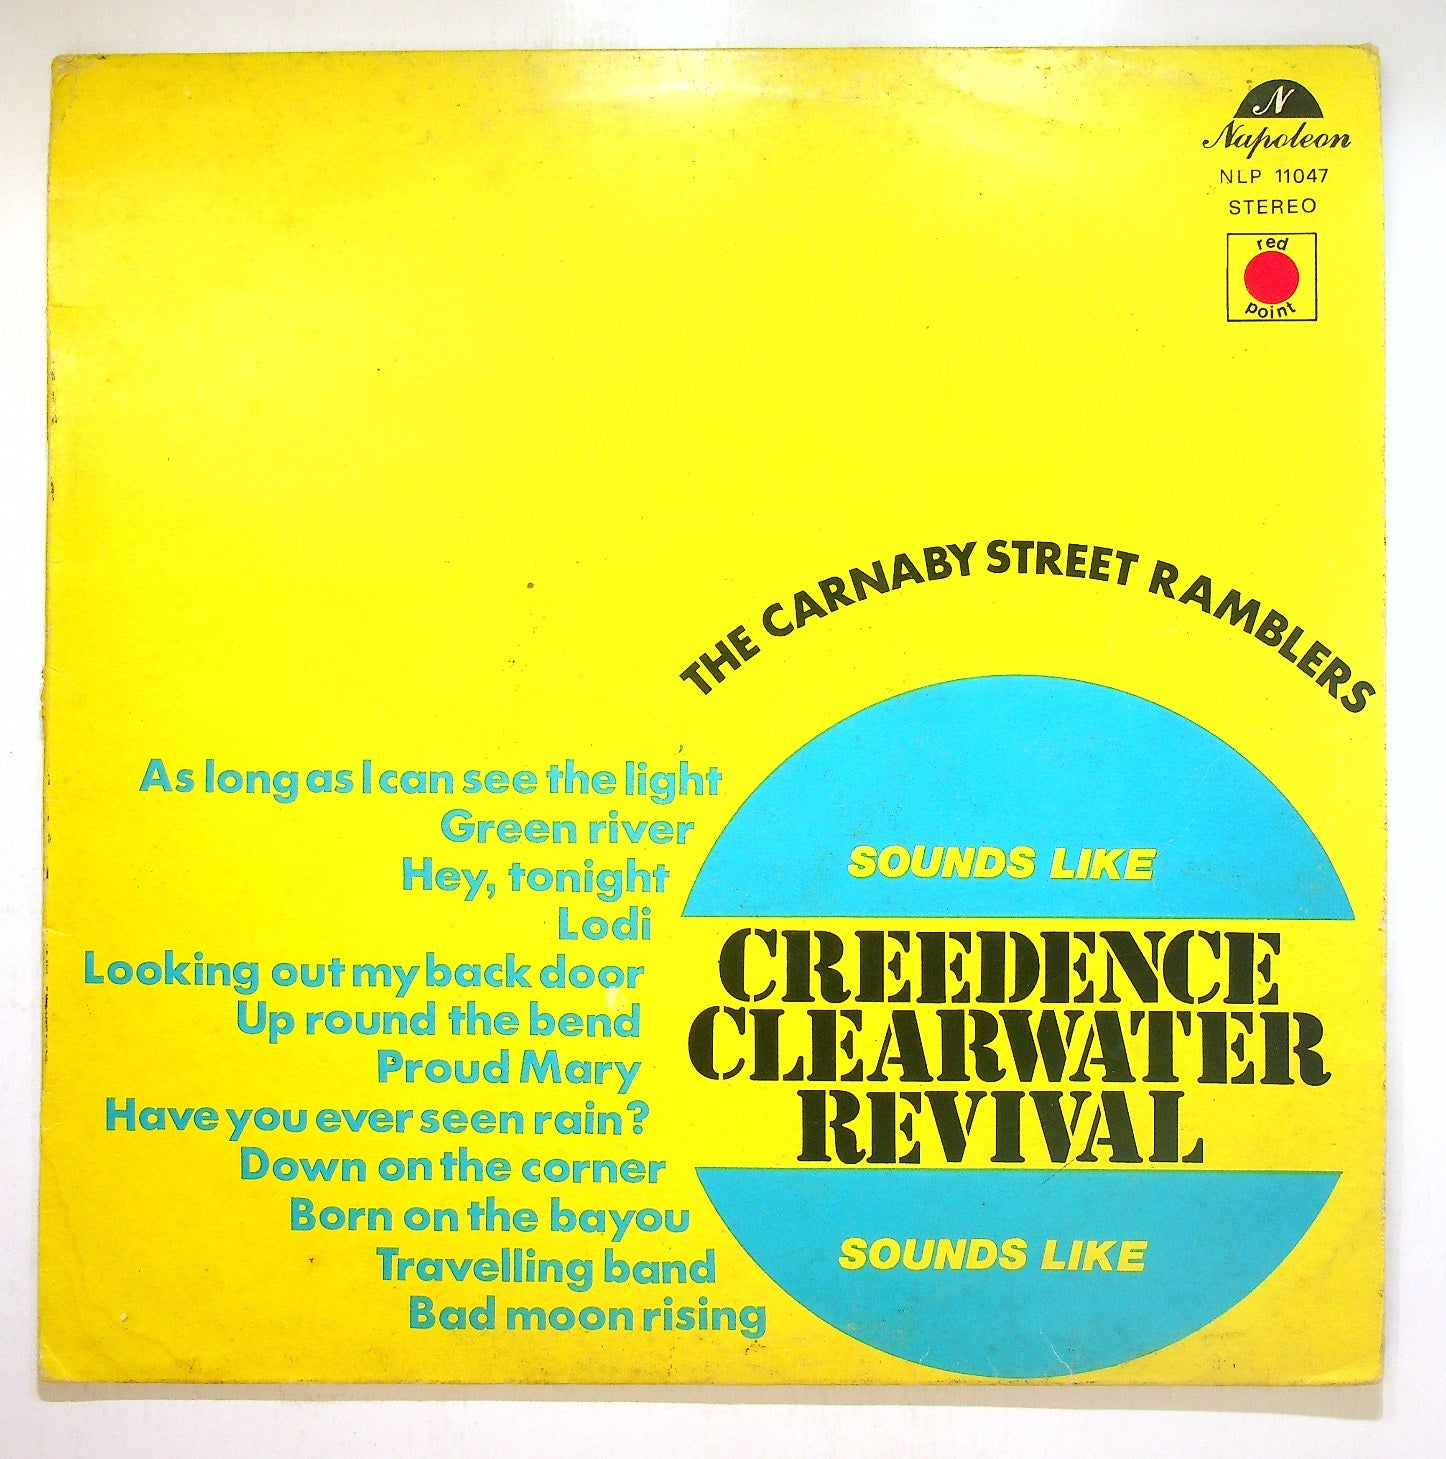 N
Napoleon
NLP 11047
STEREO
red
point
THE CARNABY STREET RAMBLERS
As long as I can see the light
Green river
Hey, tonight
Lodi
Looking out my back door
Up round the bend
Proud Mary
Have you ever seen rain?
Down on the corner
Born on the bayou
Travelling band
Bad moon rising
SOUNDS LIKE
CREEDENCE
CLEARWATER
REVIVAL
SOUNDS LIKE